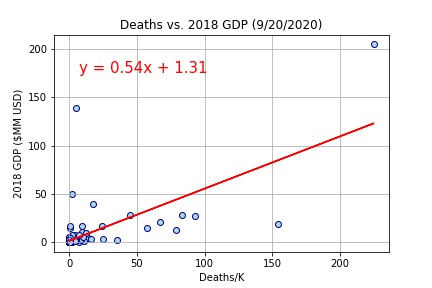 Deaths vs. 2018 GDP (9/20/2020)
y = 0.54x + 1.31
2018 GDP ($MM USD)
200
150
100
50
0
0 50 100 150 200
Deaths/K